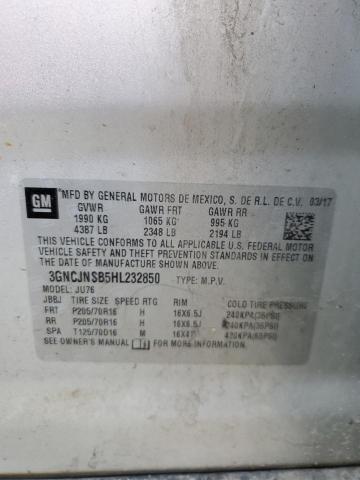 GM
MFD BY GENERAL MOTORS DE MEXICO, S. DE R.L. DE C.V. 03/17
GVWR GAWR FRT GAWR RR
1990 KG 1065 KG 995 KG
4387 LB 2348 LB 2194 LB
THIS VEHICLE CONFORMS TO ALL APPLICABLE U.S. FEDERAL MOTOR
VEHICLE SAFETY AND THEFT PREVENTION STANDARDS IN EFFECT ON
THE DATE OF MANUFACTURE SHOWN ABOVE.
3GNCJNSB5HL232850 TYPE: M.P.V.
MODEL: JU76
JBBJ TIRE SIZE SPEED RTG RIM COLD TIRE PRESSURE
FRT P205/70R16 H 16X6.5J 240KPA(35PSI)
RR P205/70R16 H 16X6.5J 240KPA(35PSI)
SPA T125/70D16 M 16X4T 420KPA(60PSI)
SEE OWNER'S MANUAL FOR MORE INFORMATION.